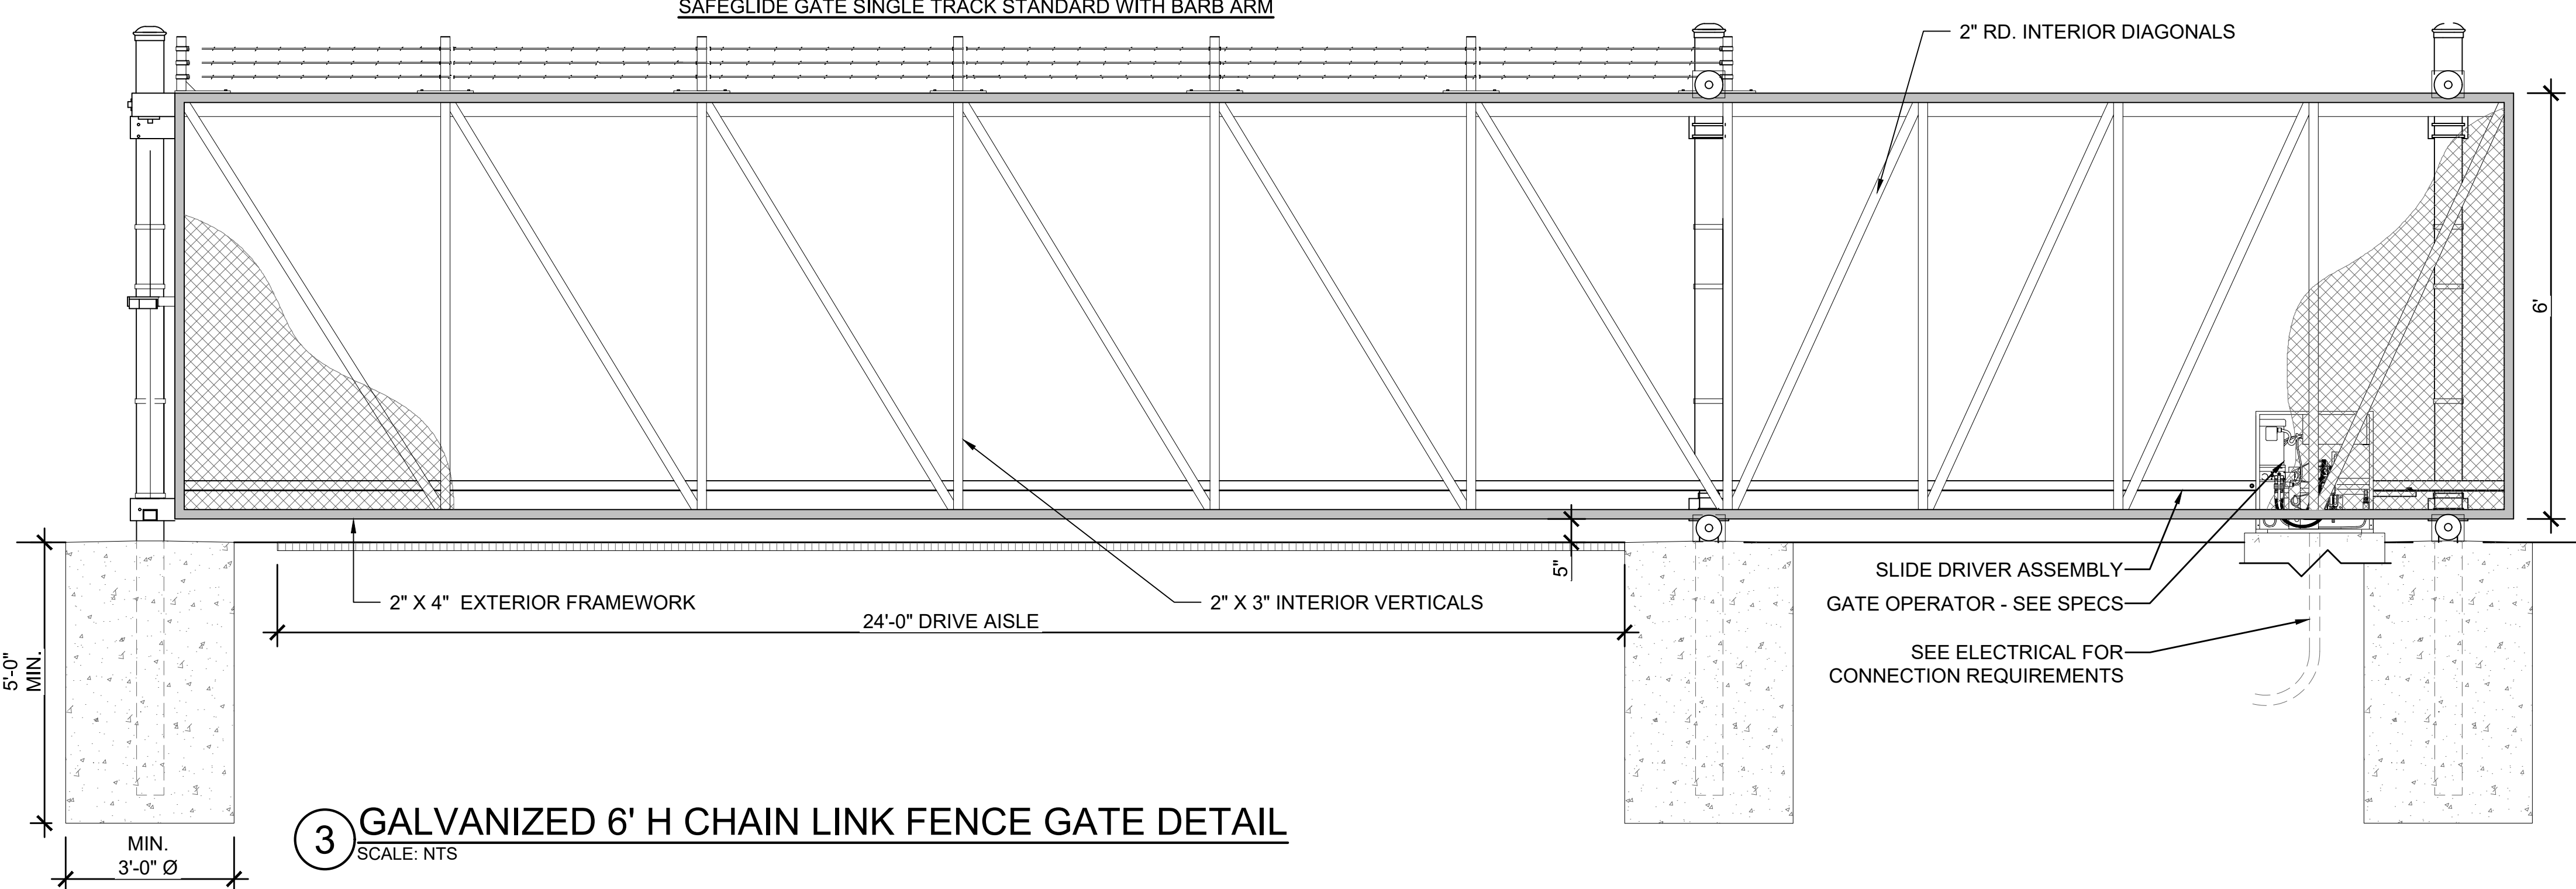 SAFEGLIDE GATE SINGLE TRACK STANDARD WITH BARB ARM
2" RD. INTERIOR DIAGONALS
6'
5"
2" X 4" EXTERIOR FRAMEWORK
2" X 3" INTERIOR VERTICALS
24'-0" DRIVE AISLE
SLIDE DRIVER ASSEMBLY
GATE OPERATOR - SEE SPECS
SEE ELECTRICAL FOR
CONNECTION REQUIREMENTS
5'-0"
MIN.
MIN.
3'-0" Ø
3
GALVANIZED 6' H CHAIN LINK FENCE GATE DETAIL
SCALE: NTS